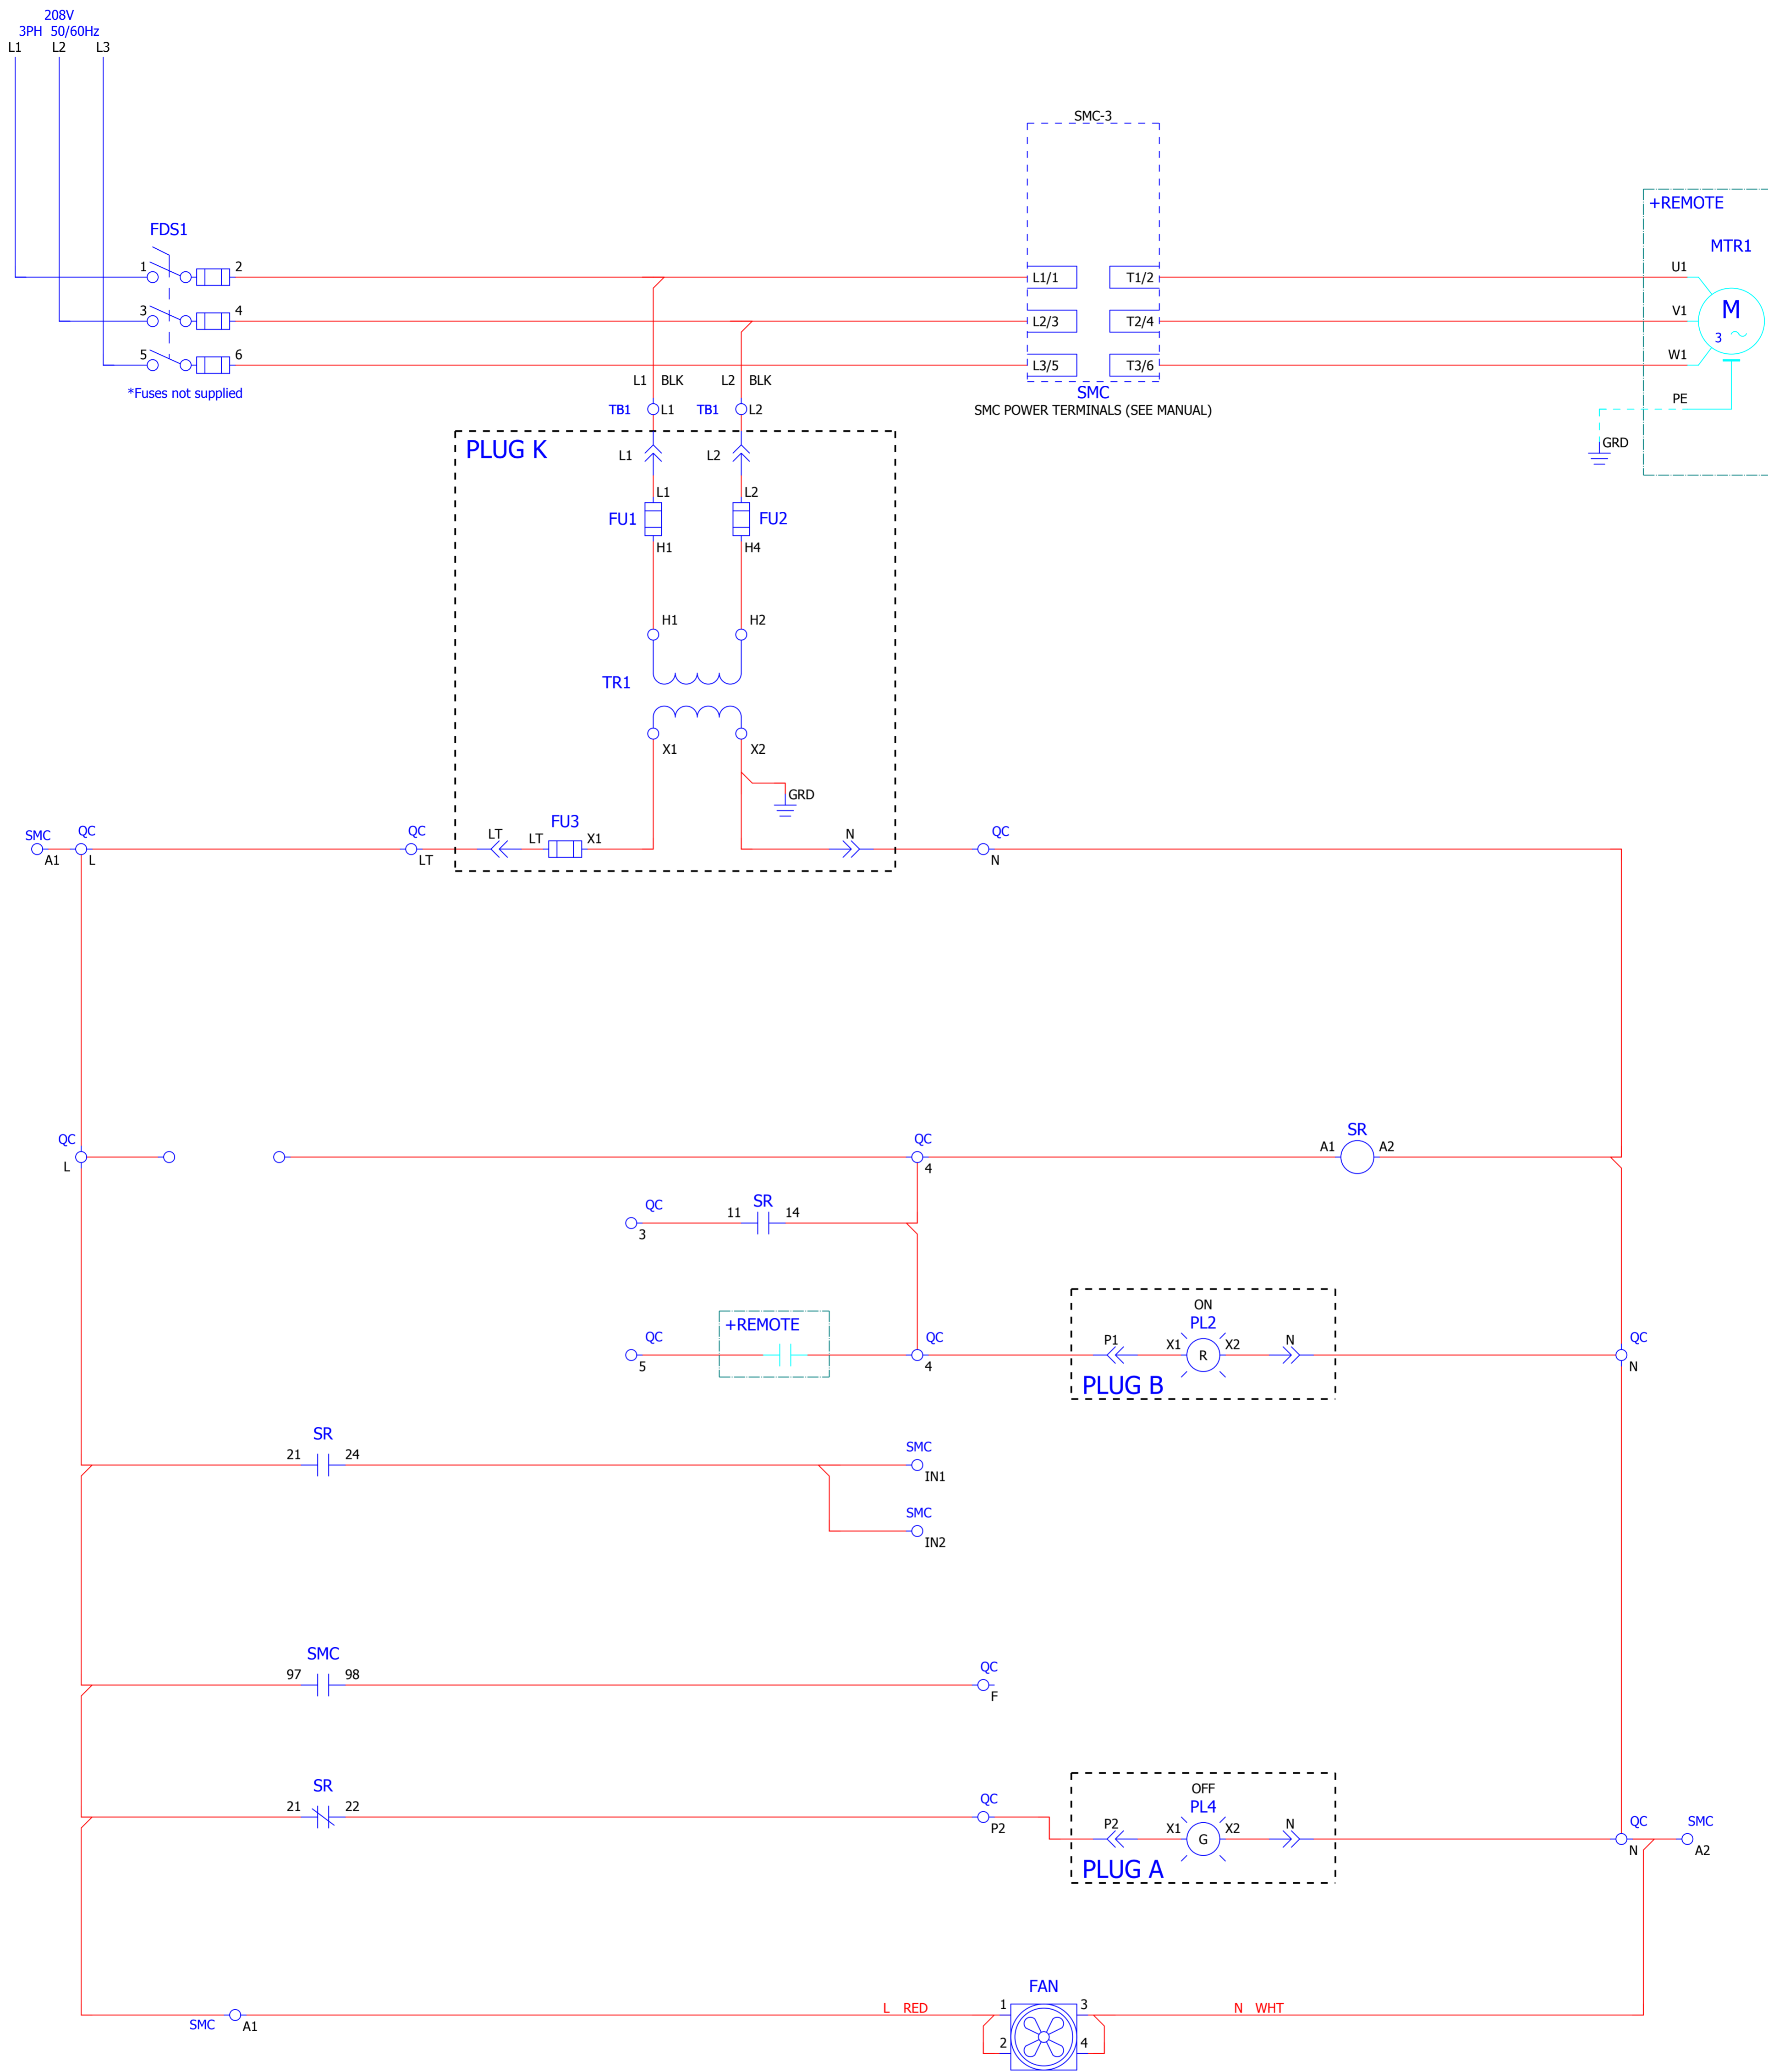 208V
3PH 50/60Hz
L1 L2 L3
SMC-3
+REMOTE
FDS1
MTR1
1 2 L1/1 T1/2 U1
3 4 L2/3 T2/4 V1 M
3
5 6 L3/5 T3/6 W1
*Fuses not supplied
L1 BLK L2 BLK
SMC
PE
TB1 L1 TB1 L2
SMC POWER TERMINALS (SEE MANUAL)
GRD
PLUG K
L1 L2
L1 L2
FU1 FU2
H1 H4
H1 H2
TR1
X1 X2
GRD
FU3
SMC QC QC LT LT X1 N QC
A1 L LT N
SR
QC QC A1 A2
L 4
SR
QC 11 14
3
ON
+REMOTE PL2
QC QC P1 X1 X2 N QC
R
5 4 N
PLUG B
SR
21 24 SMC
IN1
SMC
IN2
SMC
97 98 QC
F
OFF
SR PL4
21 22 QC
P2 P2 X1 X2 N QC SMC
G
N A2
PLUG A
FAN
L RED 1 3 N WHT
SMC A1
2 4